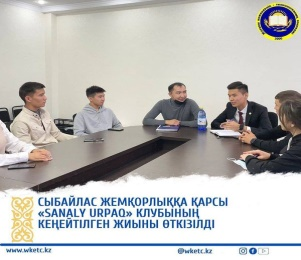 СЫБАЙЛАС ЖЕМҚОРЛЫҚҚА ҚАРСЫ
«SANALY URPAQ» КЛУБЫНЫҢ
КЕҢЕЙТІЛГЕН ЖИЫНЫ ӨТКІЗІЛДІ
www.wketc.kz
@wketc.kz